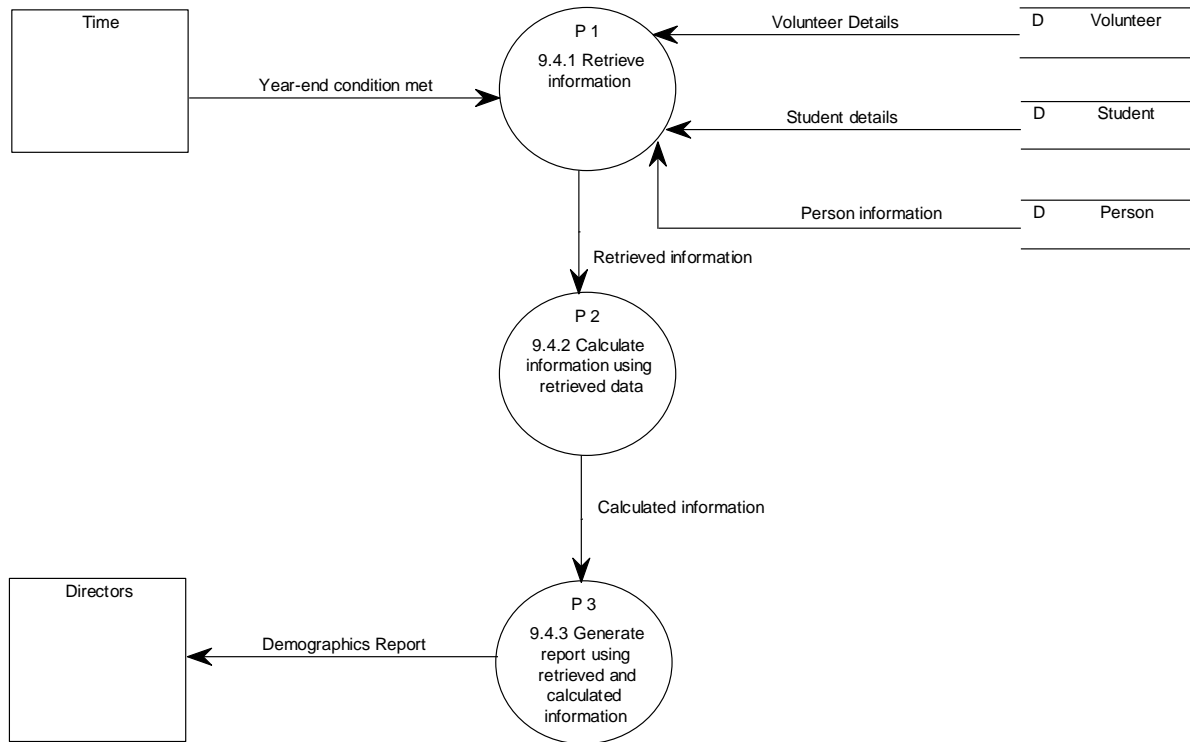 Time
P 1
9.4.1 Retrieve
information
Volunteer Details
D Volunteer
Year-end condition met
Student details
D Student
Person information
D Person
Retrieved information
P 2
9.4.2 Calculate
information using
retrieved data
Calculated information
Directors
P 3
9.4.3 Generate
report using
retrieved and
calculated
information
Demographics Report